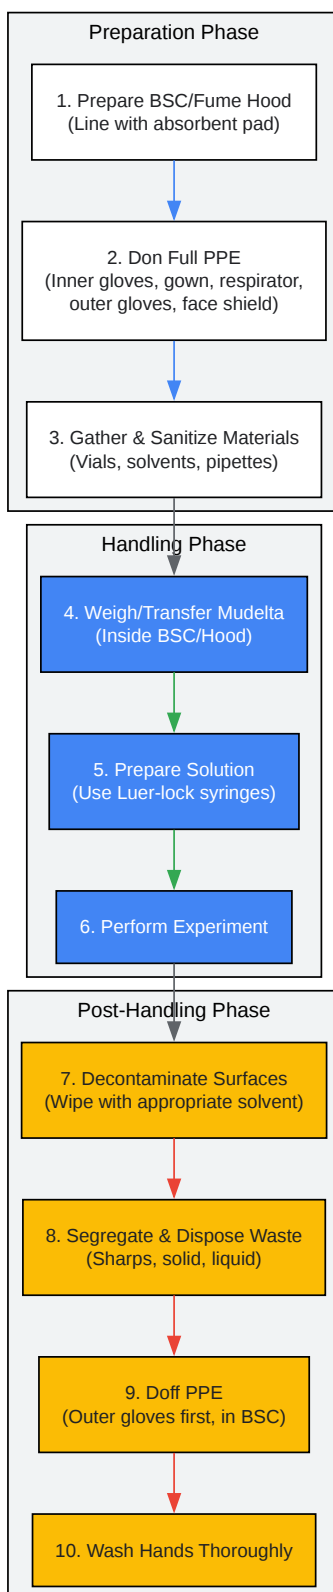 Preparation Phase
1. Prepare BSC/Fume Hood
(Line with absorbent pad)
2. Don Full PPE
(Inner gloves, gown, respirator,
outer gloves, face shield)
3. Gather & Sanitize Materials
(Vials, solvents, pipettes)
Handling Phase
4. Weigh/Transfer Mudelta
(Inside BSC/Hood)
5. Prepare Solution
(Use Luer-lock syringes)
6. Perform Experiment
Post-Handling Phase
7. Decontaminate Surfaces
(Wipe with appropriate solvent)
8. Segregate & Dispose Waste
(Sharps, solid, liquid)
9. Doff PPE
(Outer gloves first, in BSC)
10. Wash Hands Thoroughly